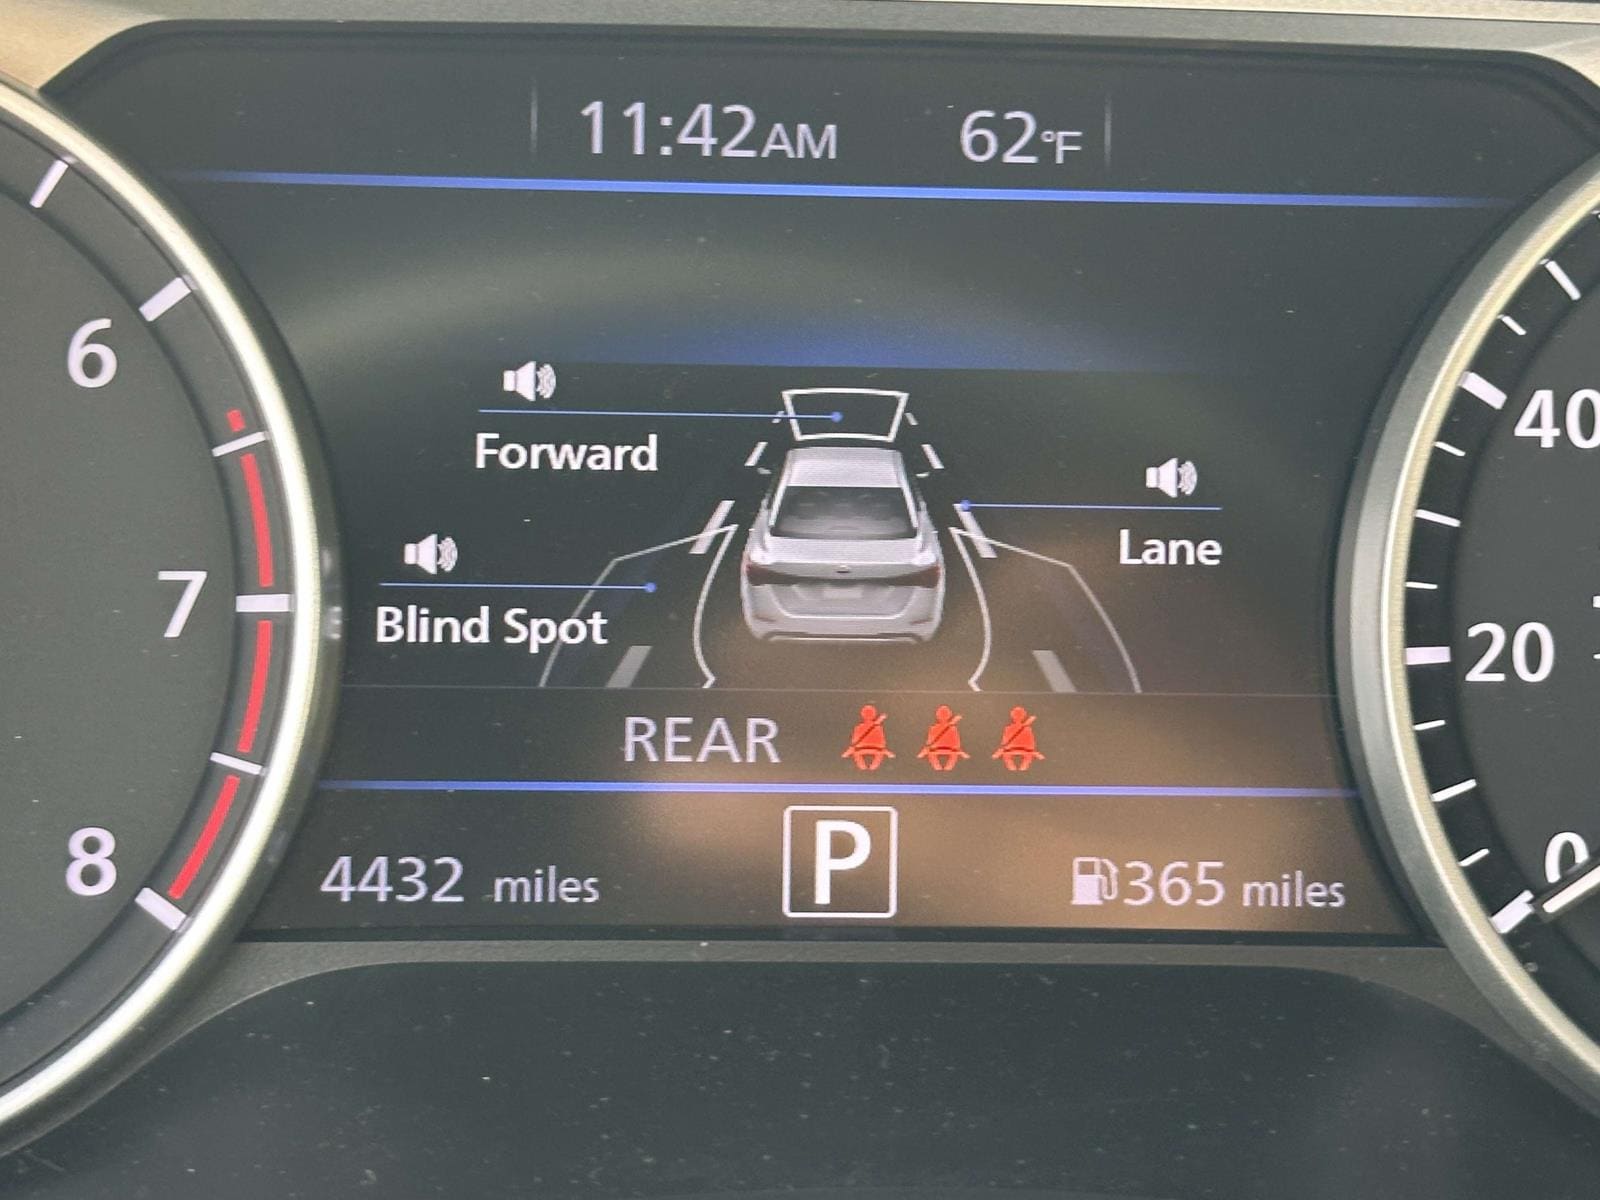 11:42AM 62°F
6
40
Forward
Lane
Blind Spot
7
20
REAR
8
0
4432 miles
P
365 miles